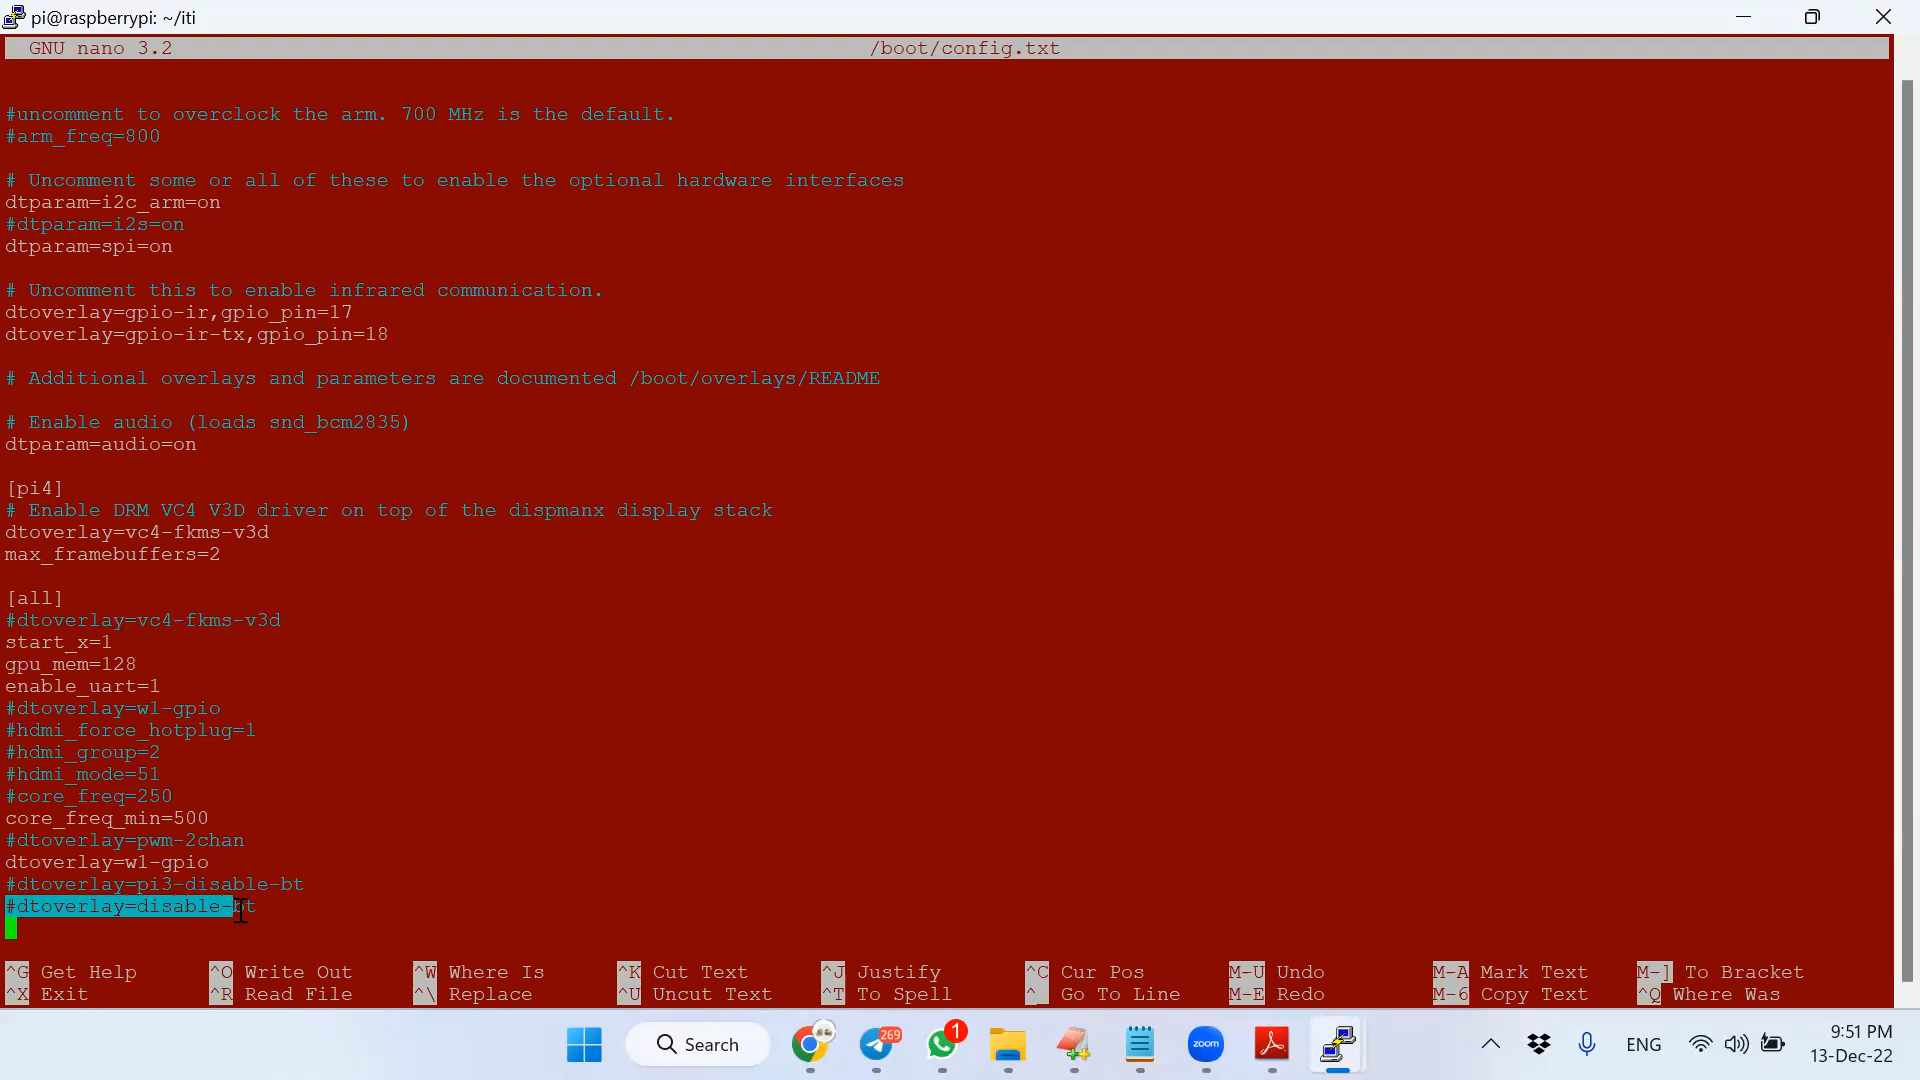 pi@raspberrypi: ~/iti
GNU nano 3.2 /boot/config.txt
#uncomment to overclock the arm. 700 MHz is the default.
#arm_freq=800
# Uncomment some or all of these to enable the optional hardware interfaces
dtparam=i2c_arm=on
#dtparam=i2s=on
dtparam=spi=on
# Uncomment this to enable infrared communication.
dtoverlay=gpio-ir,gpio_pin=17
dtoverlay=gpio-ir-tx,gpio_pin=18
# Additional overlays and parameters are documented /boot/overlays/README
# Enable audio (loads snd_bcm2835)
dtparam=audio=on
[pi4]
# Enable DRM VC4 V3D driver on top of the dispmanx display stack
dtoverlay=vc4-fkms-v3d
max_framebuffers=2
[all]
#dtoverlay=vc4-fkms-v3d
start_x=1
gpu_mem=128
enable_uart=1
#dtoverlay=w1-gpio
#hdmi_force_hotplug=1
#hdmi_group=2
#hdmi_mode=51
#core_freq=250
core_freq_min=500
#dtoverlay=pwm-2chan
dtoverlay=w1-gpio
#dtoverlay=pi3-disable-bt
#dtoverlay=disable-bt
^G Get Help ^O Write Out ^W Where Is ^K Cut Text ^J Justify ^C Cur Pos M-U Undo M-A Mark Text M-] To Bracket
^X Exit ^R Read File ^\ Replace ^U Uncut Text ^T To Spell ^_ Go To Line M-E Redo M-6 Copy Text ^Q Where Was
Search 269 1 zoom ENG 9:51 PM
13-Dec-22